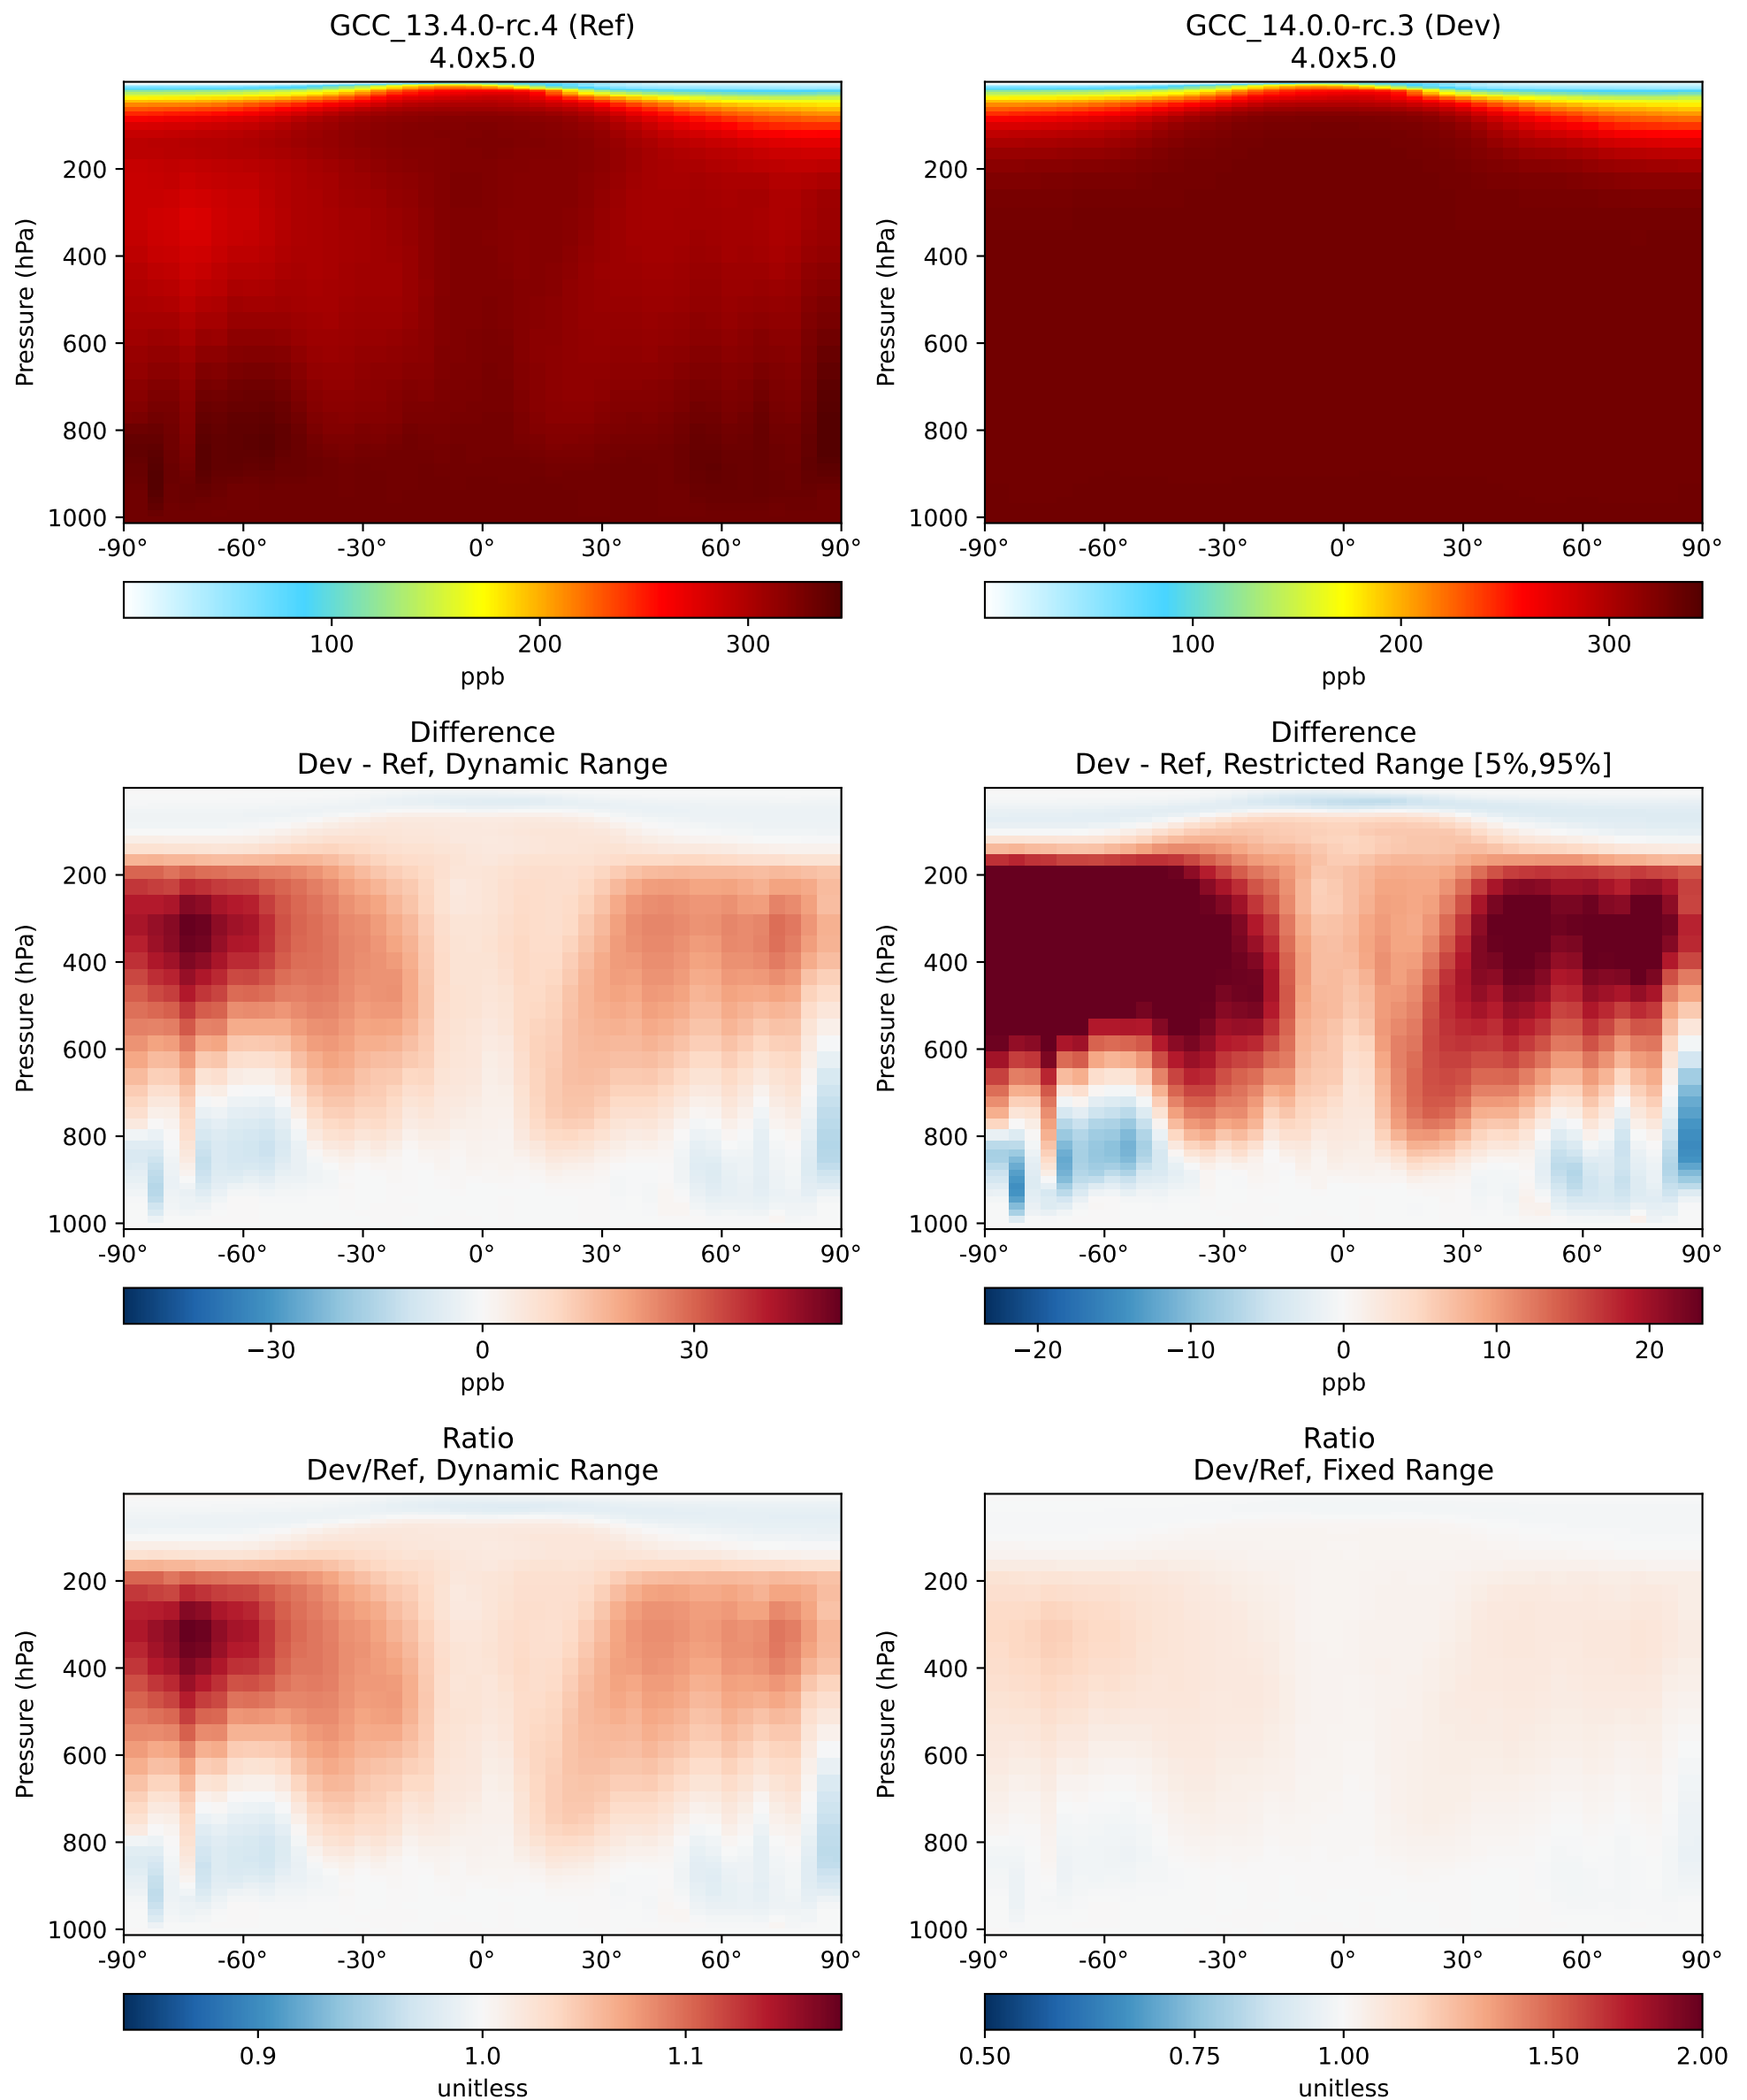 GCC_13.4.0-rc.4 (Ref)
4.0x5.0
Pressure (hPa)
200
400
600
800
1000
-90° -60° -30° 0° 30° 60° 90°
100 200 300
ppb
GCC_14.0.0-rc.3 (Dev)
4.0x5.0
Pressure (hPa)
200
400
600
800
1000
-90° -60° -30° 0° 30° 60° 90°
100 200 300
ppb
Difference
Dev - Ref, Dynamic Range
Pressure (hPa)
200
400
600
800
1000
-90° -60° -30° 0° 30° 60° 90°
−30 0 30
ppb
Difference
Dev - Ref, Restricted Range [5%,95%]
Pressure (hPa)
200
400
600
800
1000
-90° -60° -30° 0° 30° 60° 90°
−20 −10 0 10 20
ppb
Ratio
Dev/Ref, Dynamic Range
Pressure (hPa)
200
400
600
800
1000
-90° -60° -30° 0° 30° 60° 90°
0.9 1.0 1.1
unitless
Ratio
Dev/Ref, Fixed Range
Pressure (hPa)
200
400
600
800
1000
-90° -60° -30° 0° 30° 60° 90°
0.50 0.75 1.00 1.50 2.00
unitless